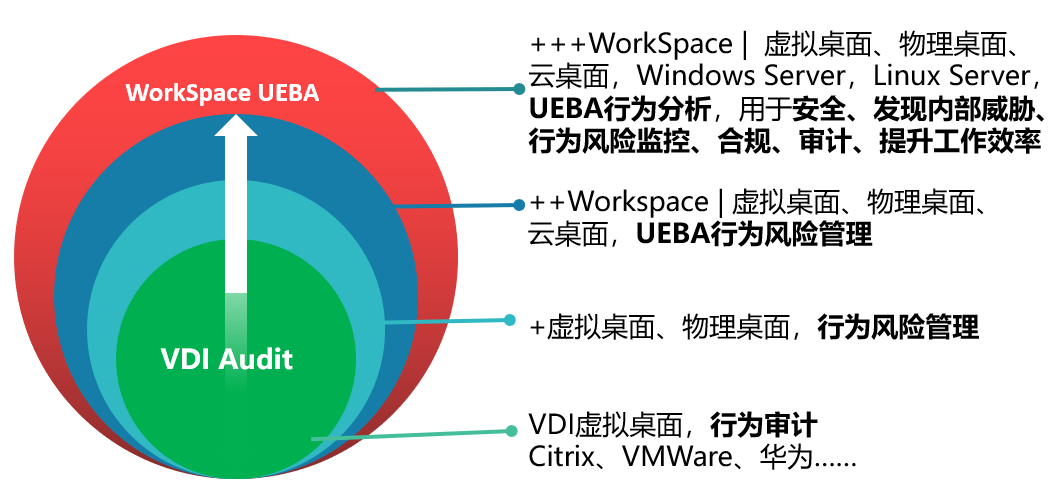 WorkSpace UEBA
VDI Audit
+++WorkSpace | 虚拟桌面、物理桌面、
云桌面，Windows Server，Linux Server，
UEBA行为分析，用于安全、发现内部威胁、
行为风险监控、合规、审计、提升工作效率
++Workspace | 虚拟桌面、物理桌面、
云桌面，UEBA行为风险管理
+虚拟桌面、物理桌面，行为风险管理
VDI虚拟桌面，行为审计
Citrix、VMWare、华为......